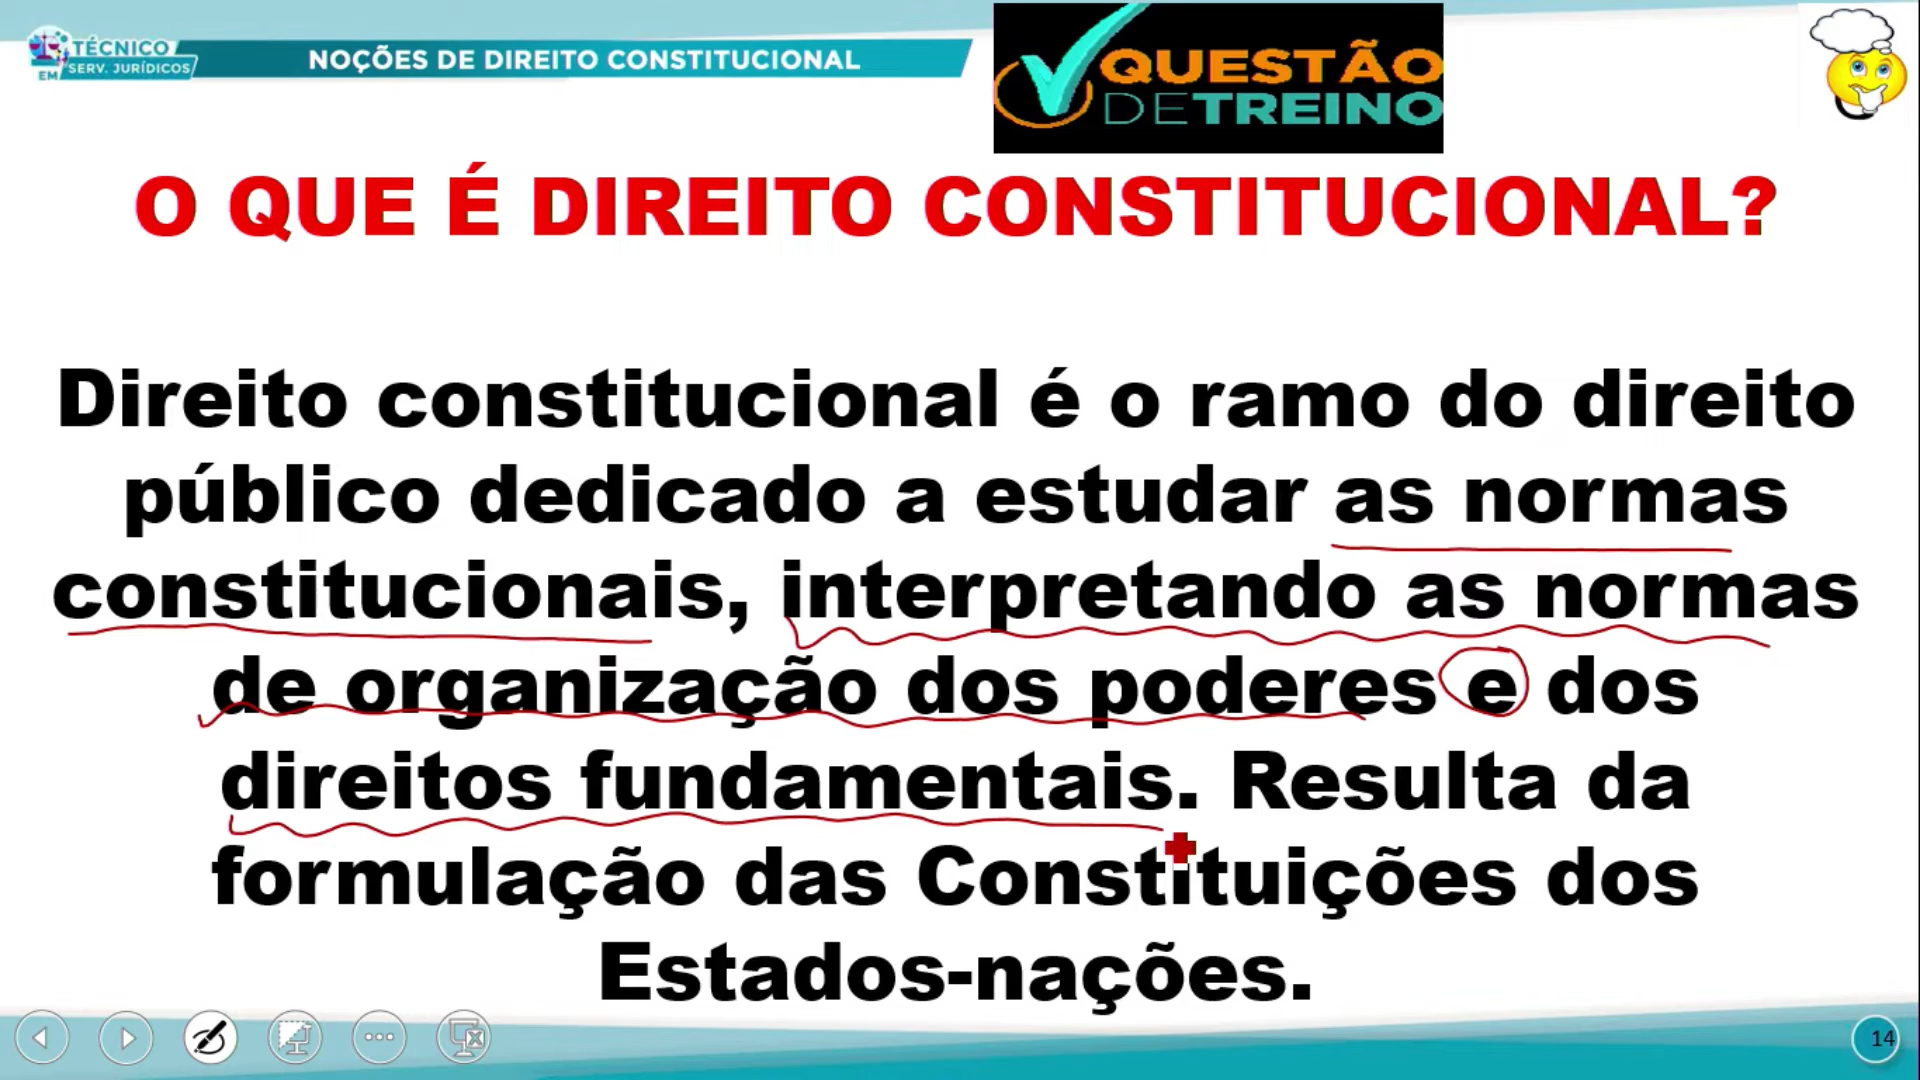 TÉCNICO
EM SERV. JURÍDICOS
NOÇÕES DE DIREITO CONSTITUCIONAL
QUESTÃO
DETREINO
O QUE É DIREITO CONSTITUCIONAL?
Direito constitucional é o ramo do direito
público dedicado a estudar as normas
constitucionais, interpretando as normas
de organização dos poderes e dos
direitos fundamentais. Resulta da
formulação das Constituições dos
Estados-nações.
14